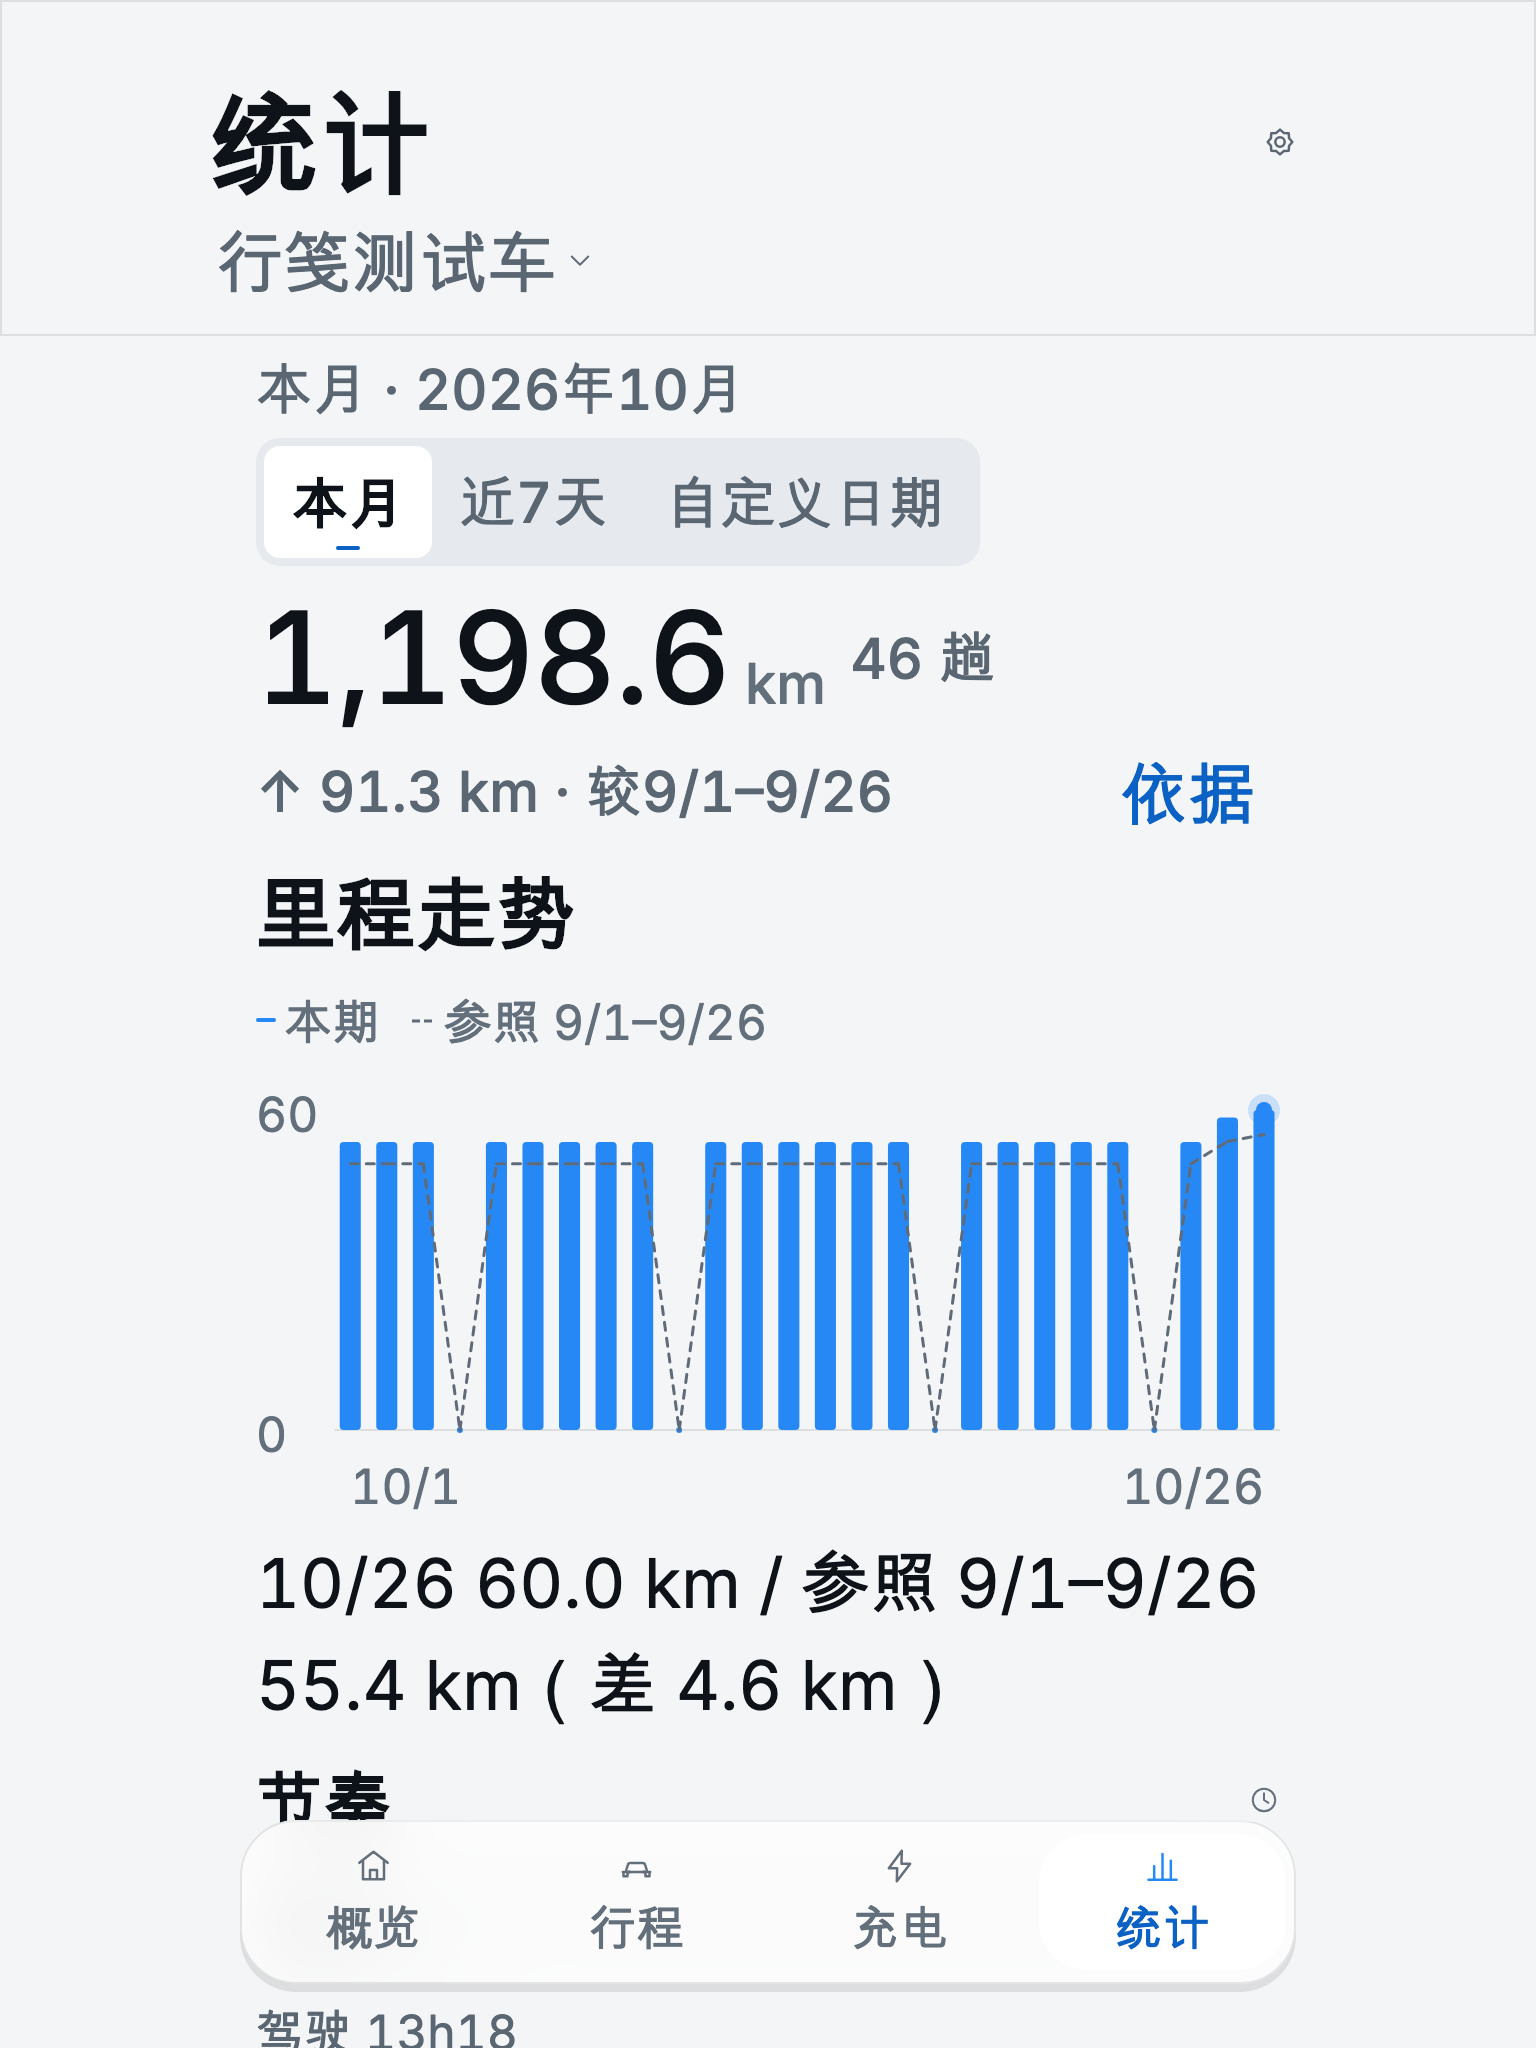 统计
行笺测试车
本月 · 2026年10月
本月 近7天 自定义日期
1,198.6 km 46 趟
↑ 91.3 km · 较9/1–9/26 依据
里程走势
本期 参照 9/1–9/26
60
0
10/1 10/26
10/26 60.0 km / 参照 9/1–9/26
55.4 km ( 差 4.6 km )
节奏
概览 行程 充电 统计
驾驶 13h18